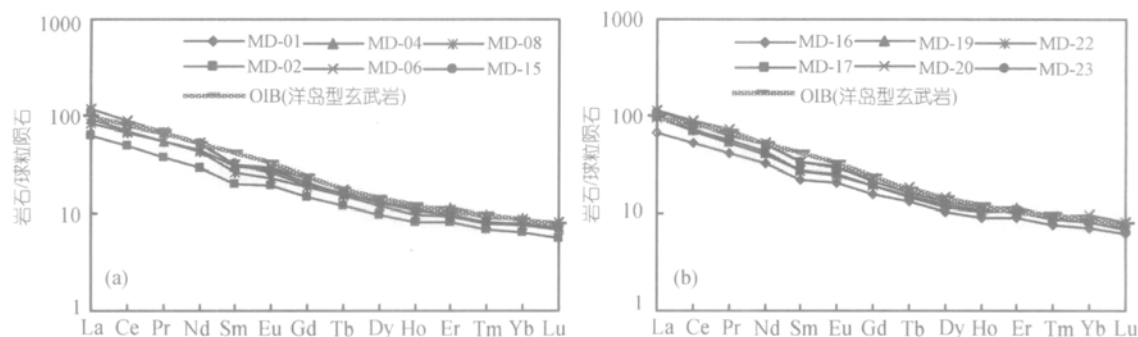 1000
100
10
1
岩石/球粒陨石
MD-01 MD-04 MD-08
MD-02 MD-06 MD-15
OIB(洋岛型玄武岩)
(a)
La Ce Pr Nd Sm Eu Gd Tb Dy Ho Er Tm Yb Lu
1000
100
10
1
岩石/球粒陨石
MD-16 MD-19 MD-22
MD-17 MD-20 MD-23
OIB(洋岛型玄武岩)
(b)
La Ce Pr Nd Sm Eu Gd Tb Dy Ho Er Tm Yb Lu